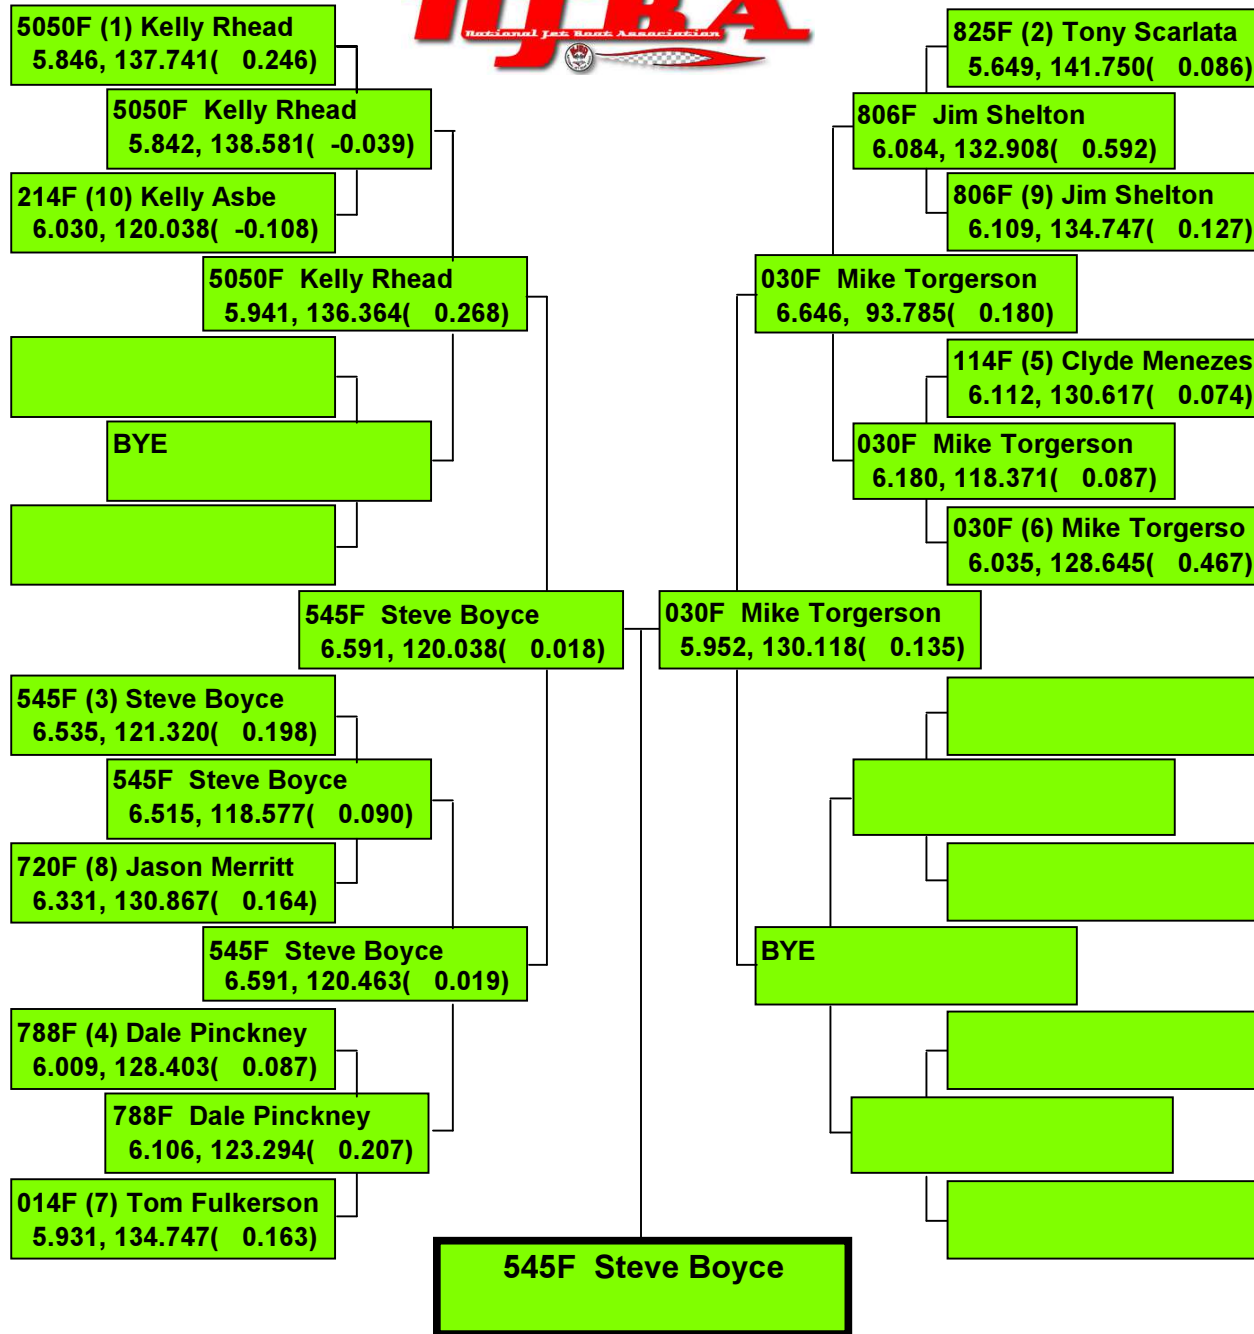 NJBA
National Jet Boat Association
5050F (1) Kelly Rhead
5.846, 137.741( 0.246)
5050F Kelly Rhead
5.842, 138.581( -0.039)
214F (10) Kelly Asbe
6.030, 120.038( -0.108)
5050F Kelly Rhead
5.941, 136.364( 0.268)
BYE
545F Steve Boyce
6.591, 120.038( 0.018)
545F (3) Steve Boyce
6.535, 121.320( 0.198)
545F Steve Boyce
6.515, 118.577( 0.090)
720F (8) Jason Merritt
6.331, 130.867( 0.164)
545F Steve Boyce
6.591, 120.463( 0.019)
788F (4) Dale Pinckney
6.009, 128.403( 0.087)
788F Dale Pinckney
6.106, 123.294( 0.207)
014F (7) Tom Fulkerson
5.931, 134.747( 0.163)
825F (2) Tony Scarlata
5.649, 141.750( 0.086)
806F Jim Shelton
6.084, 132.908( 0.592)
806F (9) Jim Shelton
6.109, 134.747( 0.127)
030F Mike Torgerson
6.646, 93.785( 0.180)
114F (5) Clyde Menezes
6.112, 130.617( 0.074)
030F Mike Torgerson
6.180, 118.371( 0.087)
030F (6) Mike Torgerso
6.035, 128.645( 0.467)
030F Mike Torgerson
5.952, 130.118( 0.135)
BYE
545F Steve Boyce